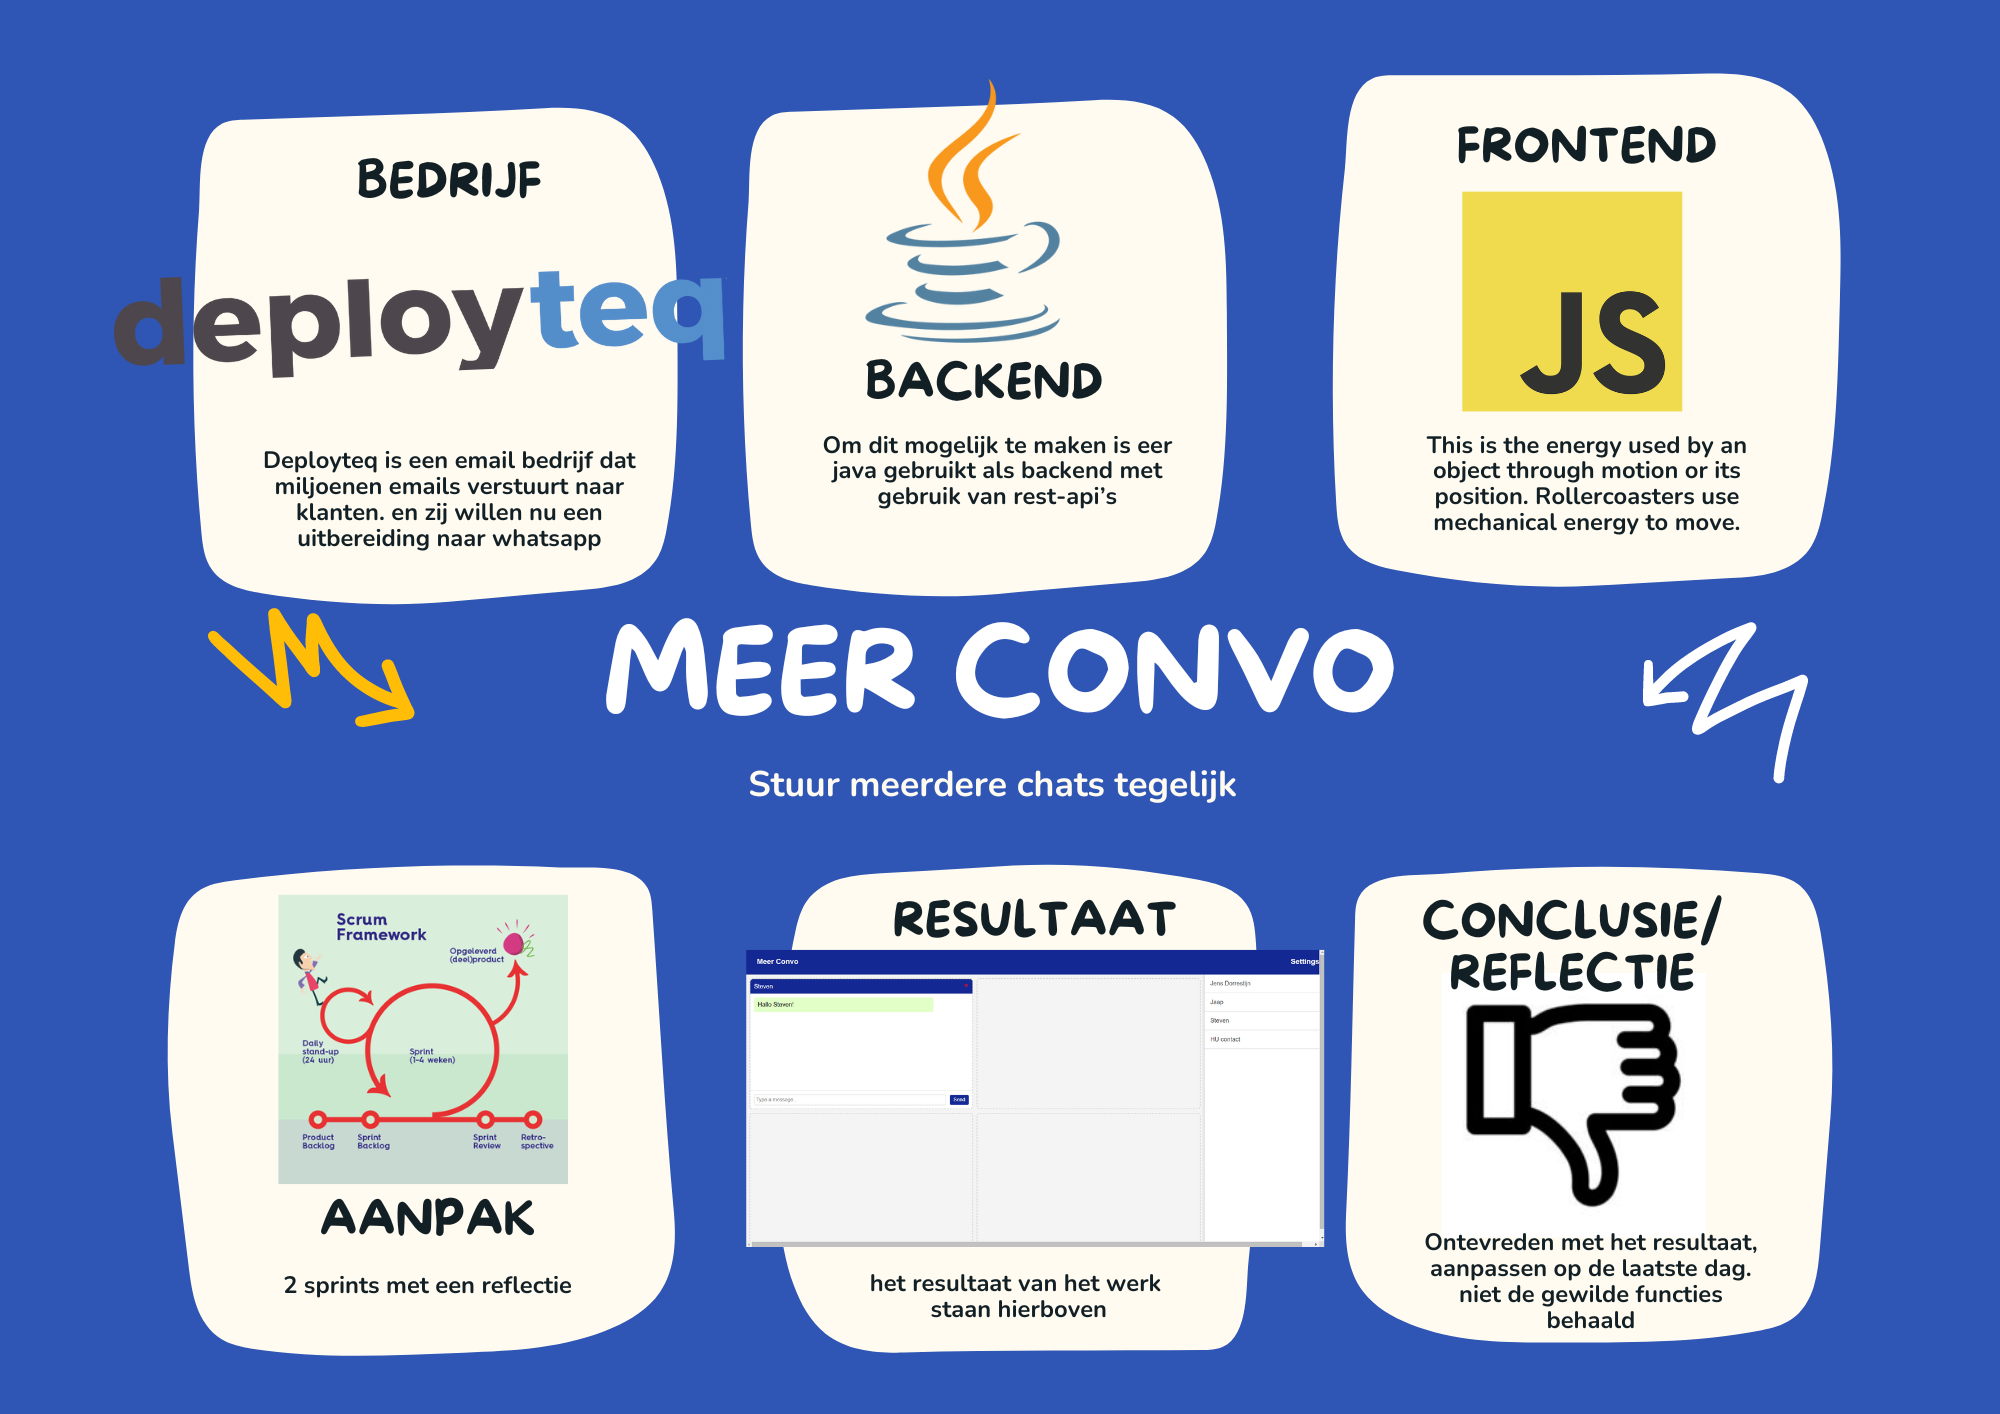 BEDRIJF
deployteq
Deployteq is een email bedrijf dat
miljoenen emails verstuurt naar
klanten. en zij willen nu een
uitbereiding naar whatsapp
BACKEND
Om dit mogelijk te maken is eer
java gebruikt als backend met
gebruik van rest-api's
FRONTEND
JS
This is the energy used by an
object through motion or its
position. Rollercoasters use
mechanical energy to move.
MEER CONVO
Stuur meerdere chats tegelijk
Scrum
Framework
Opgeleverd
(deel)product
Daily
stand-up
(24 uur)
Sprint
(1-4 weken)
Product
Backlog
Sprint
Backlog
Sprint
Review
Retro-
spective
AANPAK
2 sprints met een reflectie
RESULTAAT
Meer Convo
Settings
Steven
Hallo Steven!
Type a message
Send
Jens Dorrestijn
Jaap
Steven
HU contact
het resultaat van het werk
staan hierboven
CONCLUSIE/
REFLECTIE
Ontevreden met het resultaat,
aanpassen op de laatste dag.
niet de gewilde functies
behaald